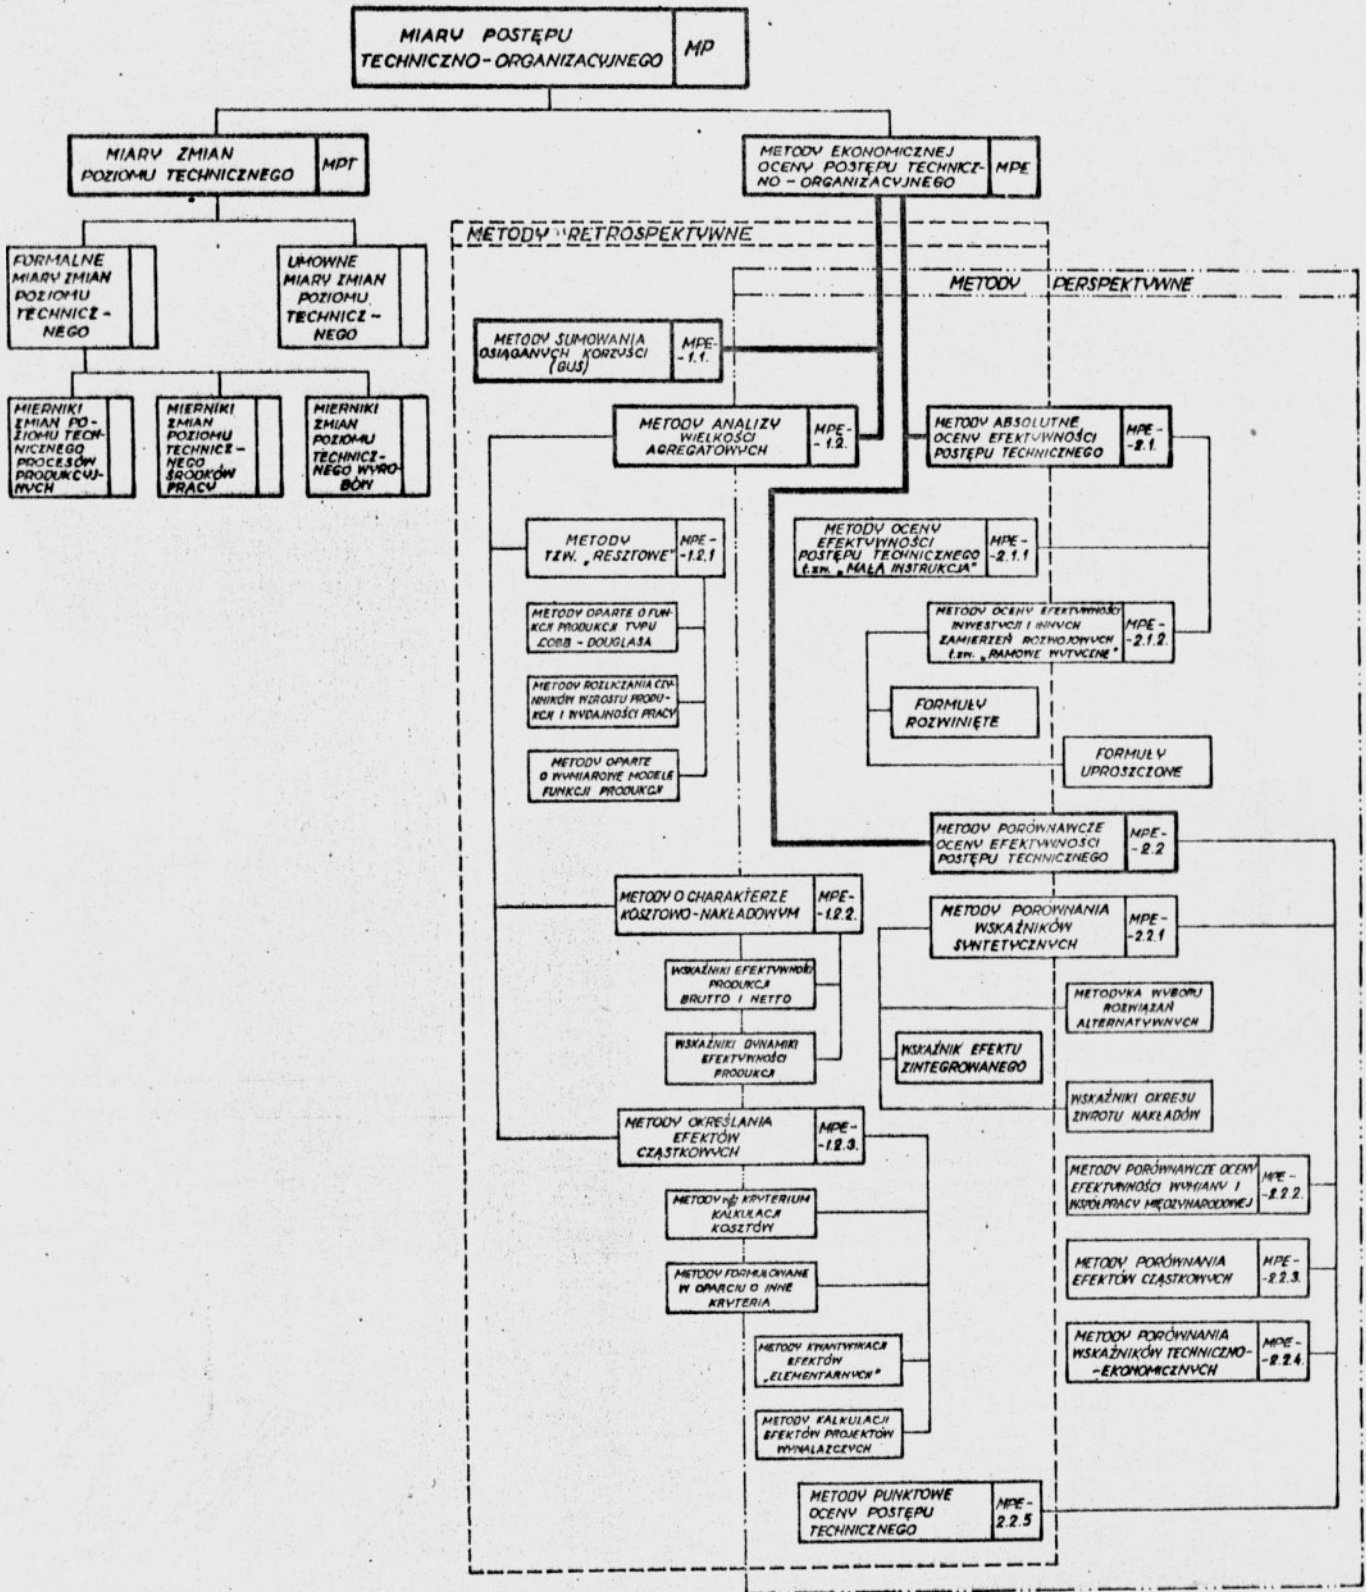 MIARY POSTĘPU
TECHNICZNO-ORGANIZACYJNEGO
MP
MIARY ZMIAN
POZIOMU TECHNICZNEGO
MPT
METODY EKONOMICZNEJ
OCENY POSTĘPU TECHNICZ-
NO-ORGANIZACYJNEGO
MPE
FORMALNE
MIARY ZMIAN
POZIOMU
TECHNICZ-
NEGO
UMOWNE
MIARY ZMIAN
POZIOMU
TECHNICZ-
NEGO
MIERNIKI
ZMIAN PO-
ZIOMU TECH-
NICZNEGO
PROCESÓW
PRODUKCYJ-
NYCH
MIERNIKI
ZMIAN
POZIOMU
TECHNICZ-
NEGO
ŚRODKÓW
PRACY
MIERNIKI
ZMIAN
POZIOMU
TECHNICZ-
NEGO WYRO-
BÓW
METODY RETROSPEKTYWNE
METODY PERSPEKTYWNE
METODY SUMOWANIA
OSIĄGANYCH KORZYŚCI
(GUS)
MPE-
-1.1.
METODY ANALIZY
WIELKOŚCI
AGREGATOWYCH
MPE-
-1.2.
METODY ABSOLUTNE
OCENY EFEKTYWNOŚCI
POSTĘPU TECHNICZNEGO
MPE-
-2.1.
METODY
TZW. „RESZTOWE"
MPE-
-1.2.1
METODY OCENY
EFEKTYWNOŚCI
POSTĘPU TECHNICZNEGO
t.zw. „MAŁA INSTRUKCJA"
MPE-
-2.1.1
METODY OPARTE O FUN-
KCJI PRODUKCJI TYPU
COBB-DOUGLASA
METODY OCENY EFEKTYWNOŚCI
INWESTYCJI I INNYCH
ZAMIERZEŃ ROZWOJOWYCH
t.zw. „RAMOWE WYTYCZNE"
MPE-
-2.1.2.
METODY ROZLICZANIA CZY-
NNIKÓW WZROSTU PRODU-
KCJI I WYDAJNOŚCI PRACY
FORMUŁY
ROZWINIĘTE
METODY OPARTE
O WYMIAROWE MODELE
FUNKCJI PRODUKCJI
FORMUŁY
UPROSZCZONE
METODY PORÓWNAWCZE
OCENY EFEKTYWNOŚCI
POSTĘPU TECHNICZNEGO
MPE-
-2.2
METODY O CHARAKTERZE
KOSZTOWO-NAKŁADOWYM
MPE-
-1.2.2.
METODY PORÓWNANIA
WSKAŹNIKÓW
SYNTETYCZNYCH
MPE-
-2.2.1
WSKAŹNIKI EFEKTYWNOŚCI
PRODUKCJI
BRUTTO I NETTO
METODYKA WYBORU
ROZWIĄZAŃ
ALTERNATYWNYCH
WSKAŹNIKI DYNAMIKI
EFEKTYWNOŚCI
PRODUKCJI
WSKAŹNIK EFEKTU
ZINTEGROWANEGO
WSKAŹNIKI OKRESU
ZWROTU NAKŁADÓW
METODY OKREŚLANIA
EFEKTÓW
CZĄSTKOWYCH
MPE-
-1.2.3.
METODY PORÓWNAWCZE OCENY
EFEKTYWNOŚCI WYMIANY I
WSPÓŁPRACY MIĘDZYNARODOWEJ
MPE-
-2.2.2.
METODY wg KRYTERIUM
KALKULACJI
KOSZTÓW
METODY PORÓWNANIA
EFEKTÓW CZĄSTKOWYCH
MPE-
-2.2.3.
METODY FORMUŁOWANE
W OPARCIU O INNE
KRYTERIA
METODY PORÓWNANIA
WSKAŹNIKÓW TECHNICZNO-
-EKONOMICZNYCH
MPE-
-2.2.4.
METODY KWANTYFIKACJI
EFEKTÓW
„ELEMENTARNYCH"
METODY KALKULACJI
EFEKTÓW PROJEKTÓW
WYNALAZCZYCH
METODY PUNKTOWE
OCENY POSTĘPU
TECHNICZNEGO
MPE-
2.2.5